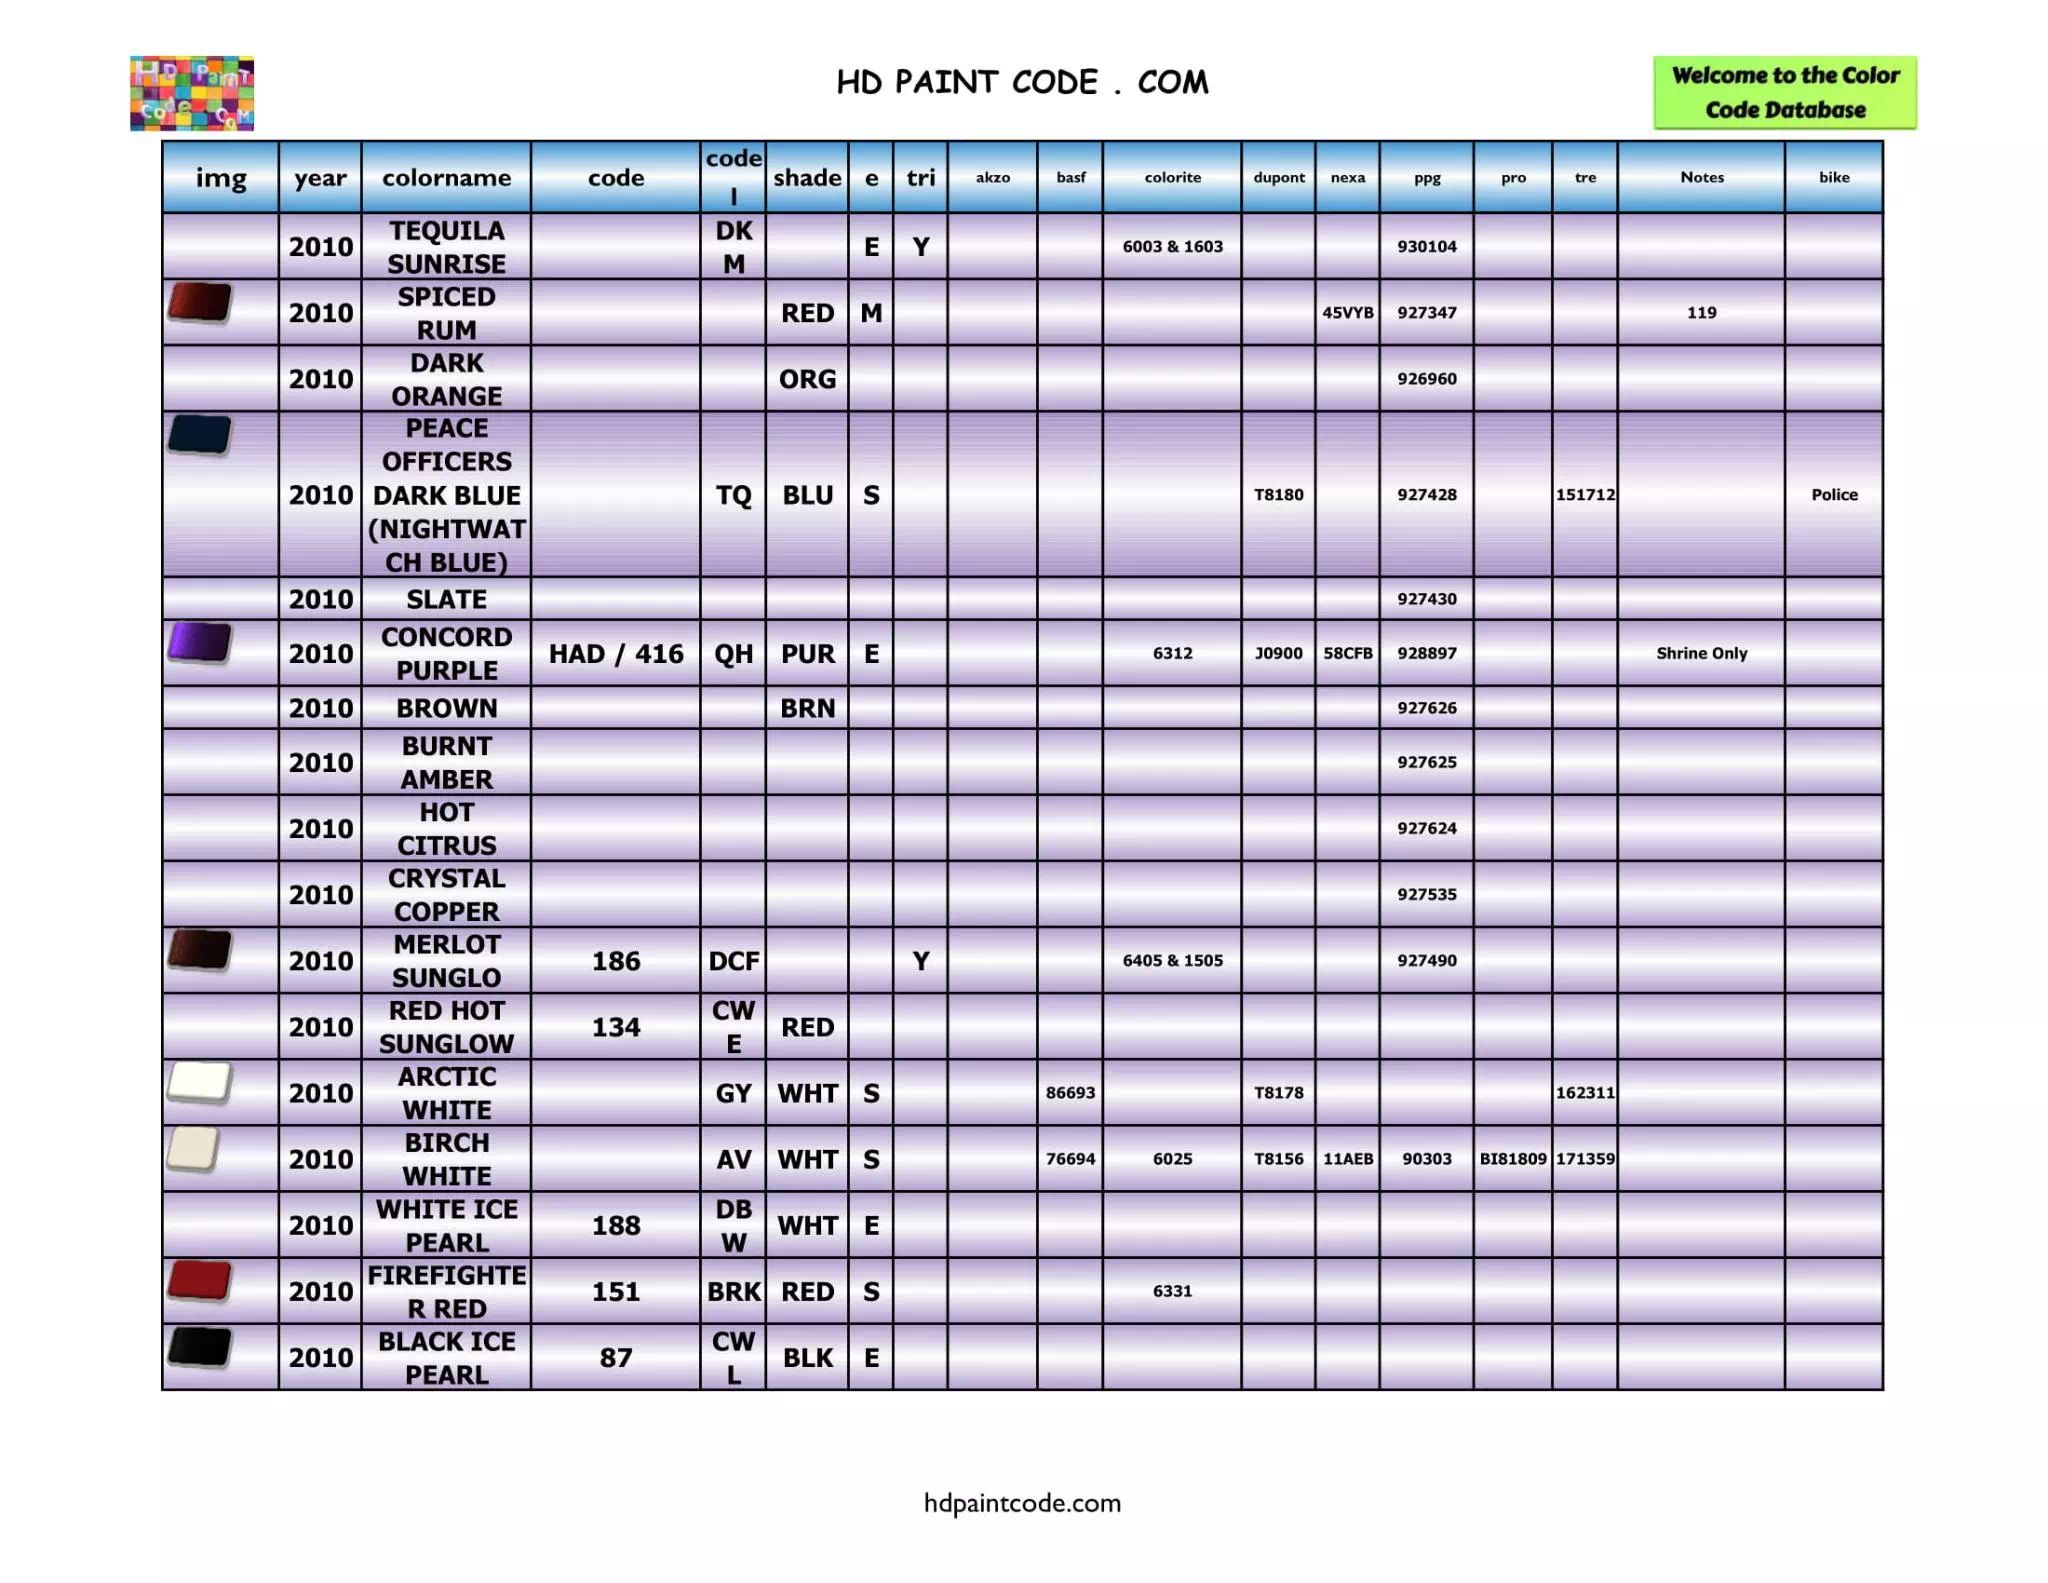 HD PainT
Code
CoM
HD PAINT CODE . COM
Welcome to the Color
Code Database
img year colorname code code l shade e tri akzo basf colorite dupont nexa ppg pro tre Notes bike
2010 TEQUILA SUNRISE DK M E Y 6003 & 1603 930104
2010 SPICED RUM RED M 45VYB 927347 119
2010 DARK ORANGE ORG 926960
2010 PEACE OFFICERS DARK BLUE (NIGHTWAT CH BLUE) TQ BLU S T8180 927428 151712 Police
2010 SLATE 927430
2010 CONCORD PURPLE HAD / 416 QH PUR E 6312 J0900 58CFB 928897 Shrine Only
2010 BROWN BRN 927626
2010 BURNT AMBER 927625
2010 HOT CITRUS 927624
2010 CRYSTAL COPPER 927535
2010 MERLOT SUNGLO 186 DCF Y 6405 & 1505 927490
2010 RED HOT SUNGLOW 134 CW E RED
2010 ARCTIC WHITE GY WHT S 86693 T8178 162311
2010 BIRCH WHITE AV WHT S 76694 6025 T8156 11AEB 90303 BI81809 171359
2010 WHITE ICE PEARL 188 DB W WHT E
2010 FIREFIGHTE R RED 151 BRK RED S 6331
2010 BLACK ICE PEARL 87 CW L BLK E
hdpaintcode.com